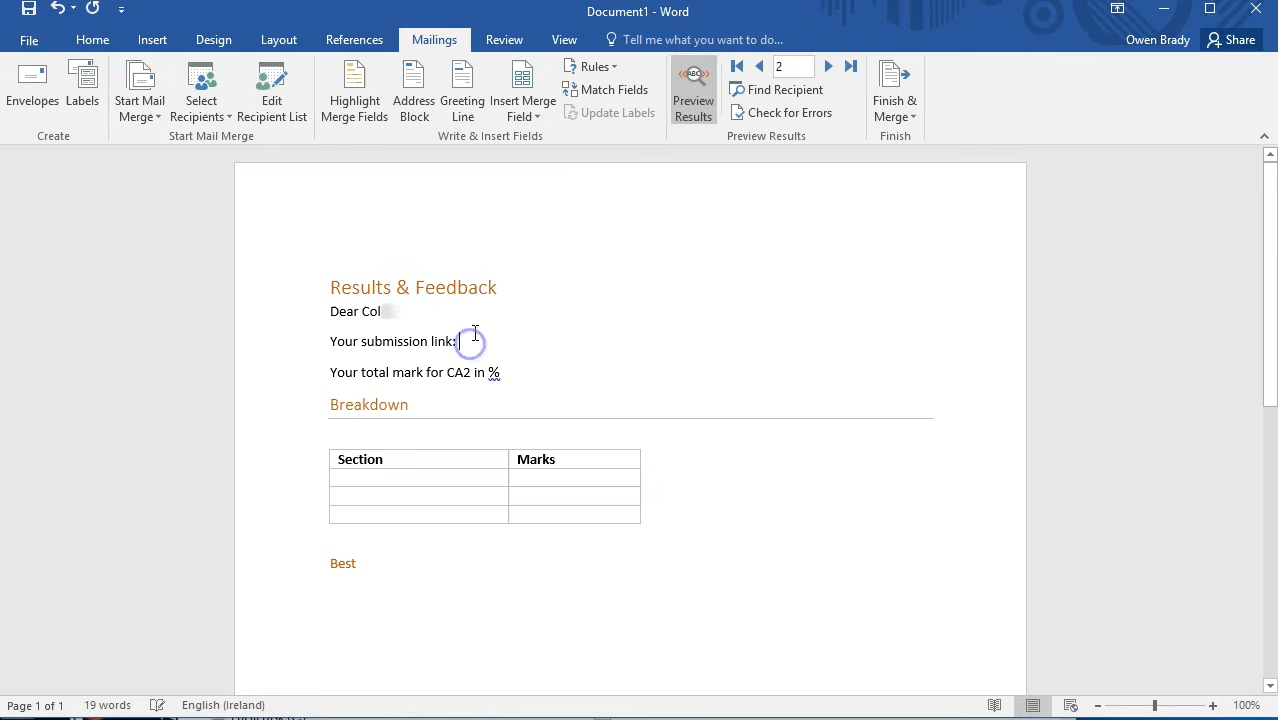 Document1 - Word
File Home Insert Design Layout References Mailings Review View Tell me what you want to do... Owen Brady Share
Envelopes Labels Start Mail Merge Select Recipients Edit Recipient List Highlight Merge Fields Address Block Greeting Line Insert Merge Field Rules Match Fields Update Labels ABC Preview Results 2 Find Recipient Check for Errors Finish & Merge
Create Start Mail Merge Write & Insert Fields Preview Results Finish
Results & Feedback
Dear Col
Your submission link:
Your total mark for CA2 in %
Breakdown
Section Marks
Best
Page 1 of 1 19 words English (Ireland) 100%